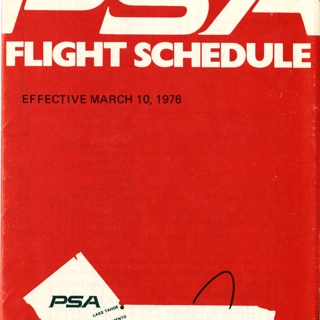 PSA
FLIGHT SCHEDULE
EFFECTIVE MARCH 10, 1976
PSA
LAKE TAHOE